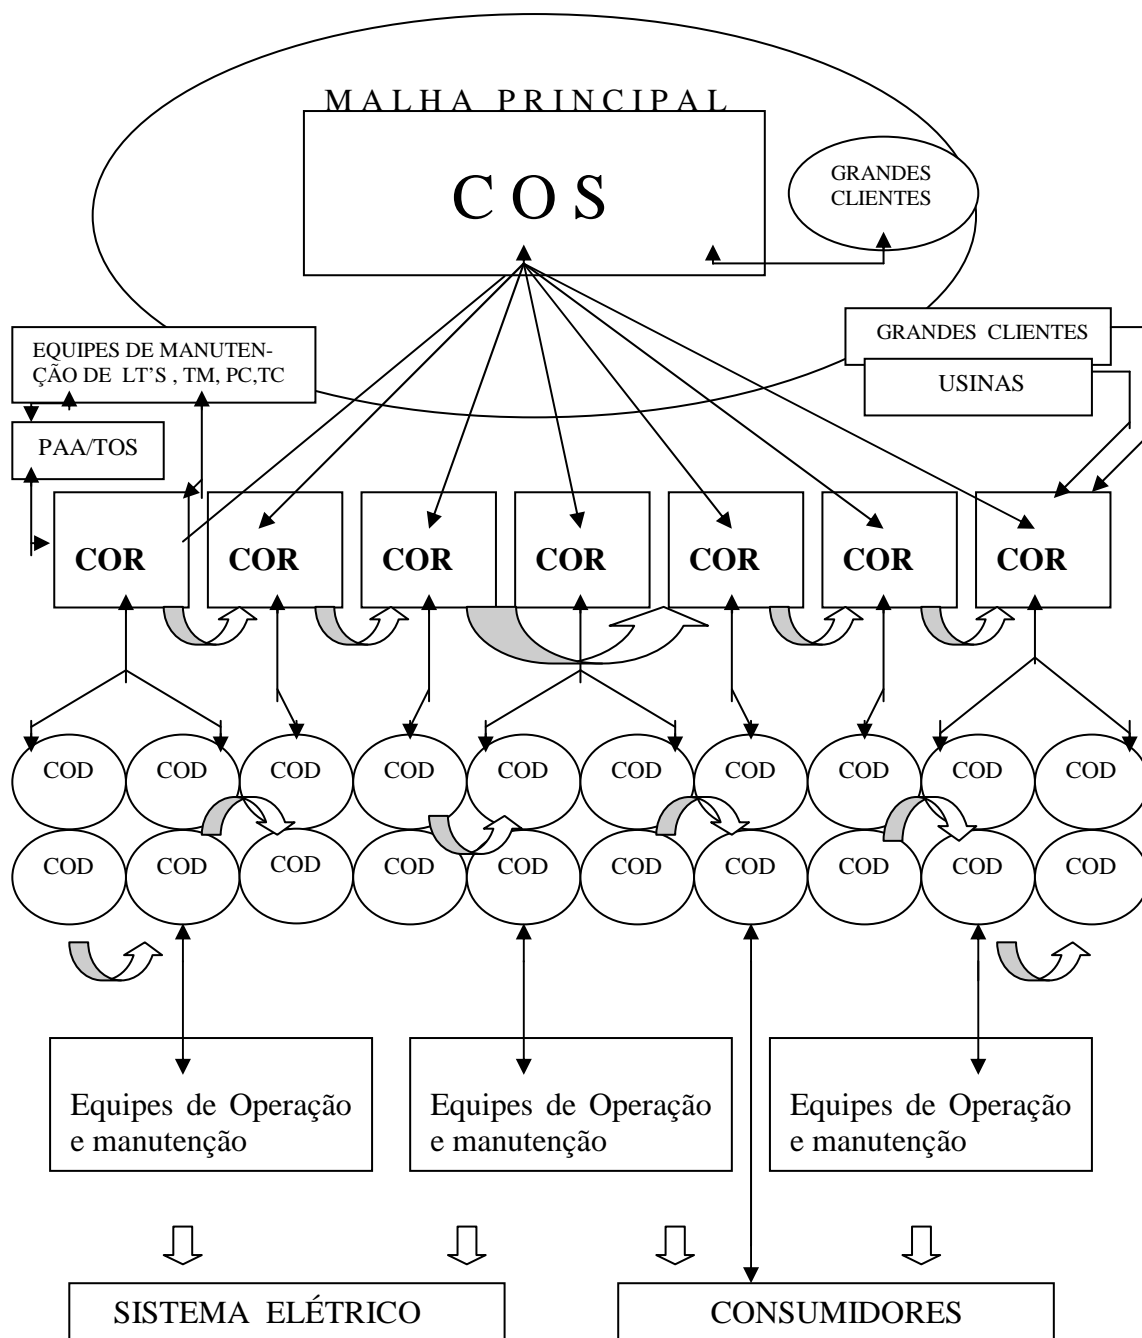 MALHA PRINCIPAL
COS
GRANDES
CLIENTES
EQUIPES DE MANUTEN-
ÇÃO DE LT'S , TM, PC,TC
GRANDES CLIENTES
USINAS
PAA/TOS
COR COR COR COR COR COR COR
COD COD COD COD COD COD COD COD COD COD
COD COD COD COD COD COD COD COD COD COD
Equipes de Operação
e manutenção
Equipes de Operação
e manutenção
Equipes de Operação
e manutenção
SISTEMA ELÉTRICO
CONSUMIDORES